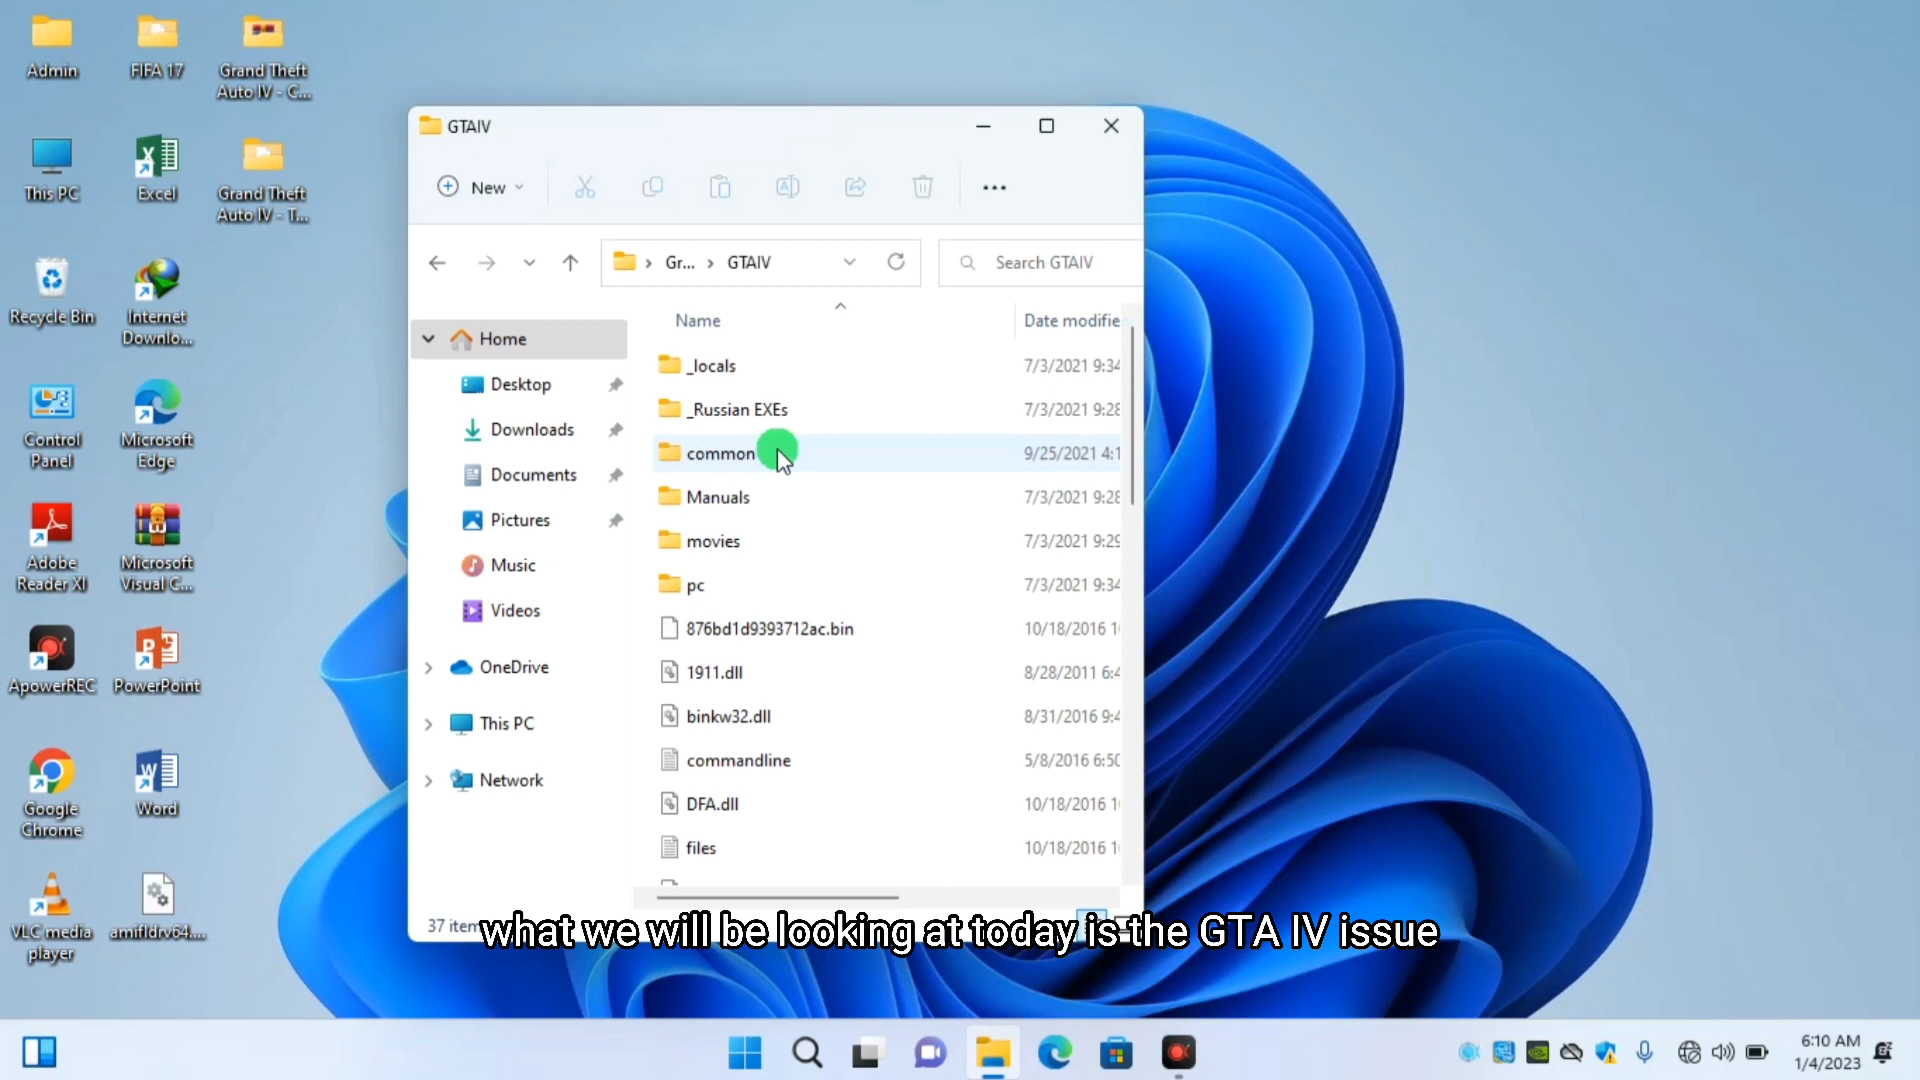 Admin
FIFA 17
Grand Theft
Auto IV - C...
This PC
Excel
Grand Theft
Auto IV - T...
Recycle Bin
Internet
Downlo...
Control
Panel
Microsoft
Edge
Adobe
Reader XI
Microsoft
Visual C...
ApowerREC
PowerPoint
Google
Chrome
Word
VLC media
player
amifldrv64....
GTAIV
New
Gr...
GTAIV
Search GTAIV
Home
Desktop
Downloads
Documents
Pictures
Music
Videos
OneDrive
This PC
Network
Name
Date modifie
_locals
7/3/2021 9:34
_Russian EXEs
7/3/2021 9:28
common
9/25/2021 4:1
Manuals
7/3/2021 9:28
movies
7/3/2021 9:29
pc
7/3/2021 9:34
876bd1d9393712ac.bin
10/18/2016 1
1911.dll
8/28/2011 6:4
binkw32.dll
8/31/2016 9:4
commandline
5/8/2016 6:50
DFA.dll
10/18/2016 1
files
10/18/2016 1
37 item
what we will be looking at today is the GTA IV issue
6:10 AM
1/4/2023